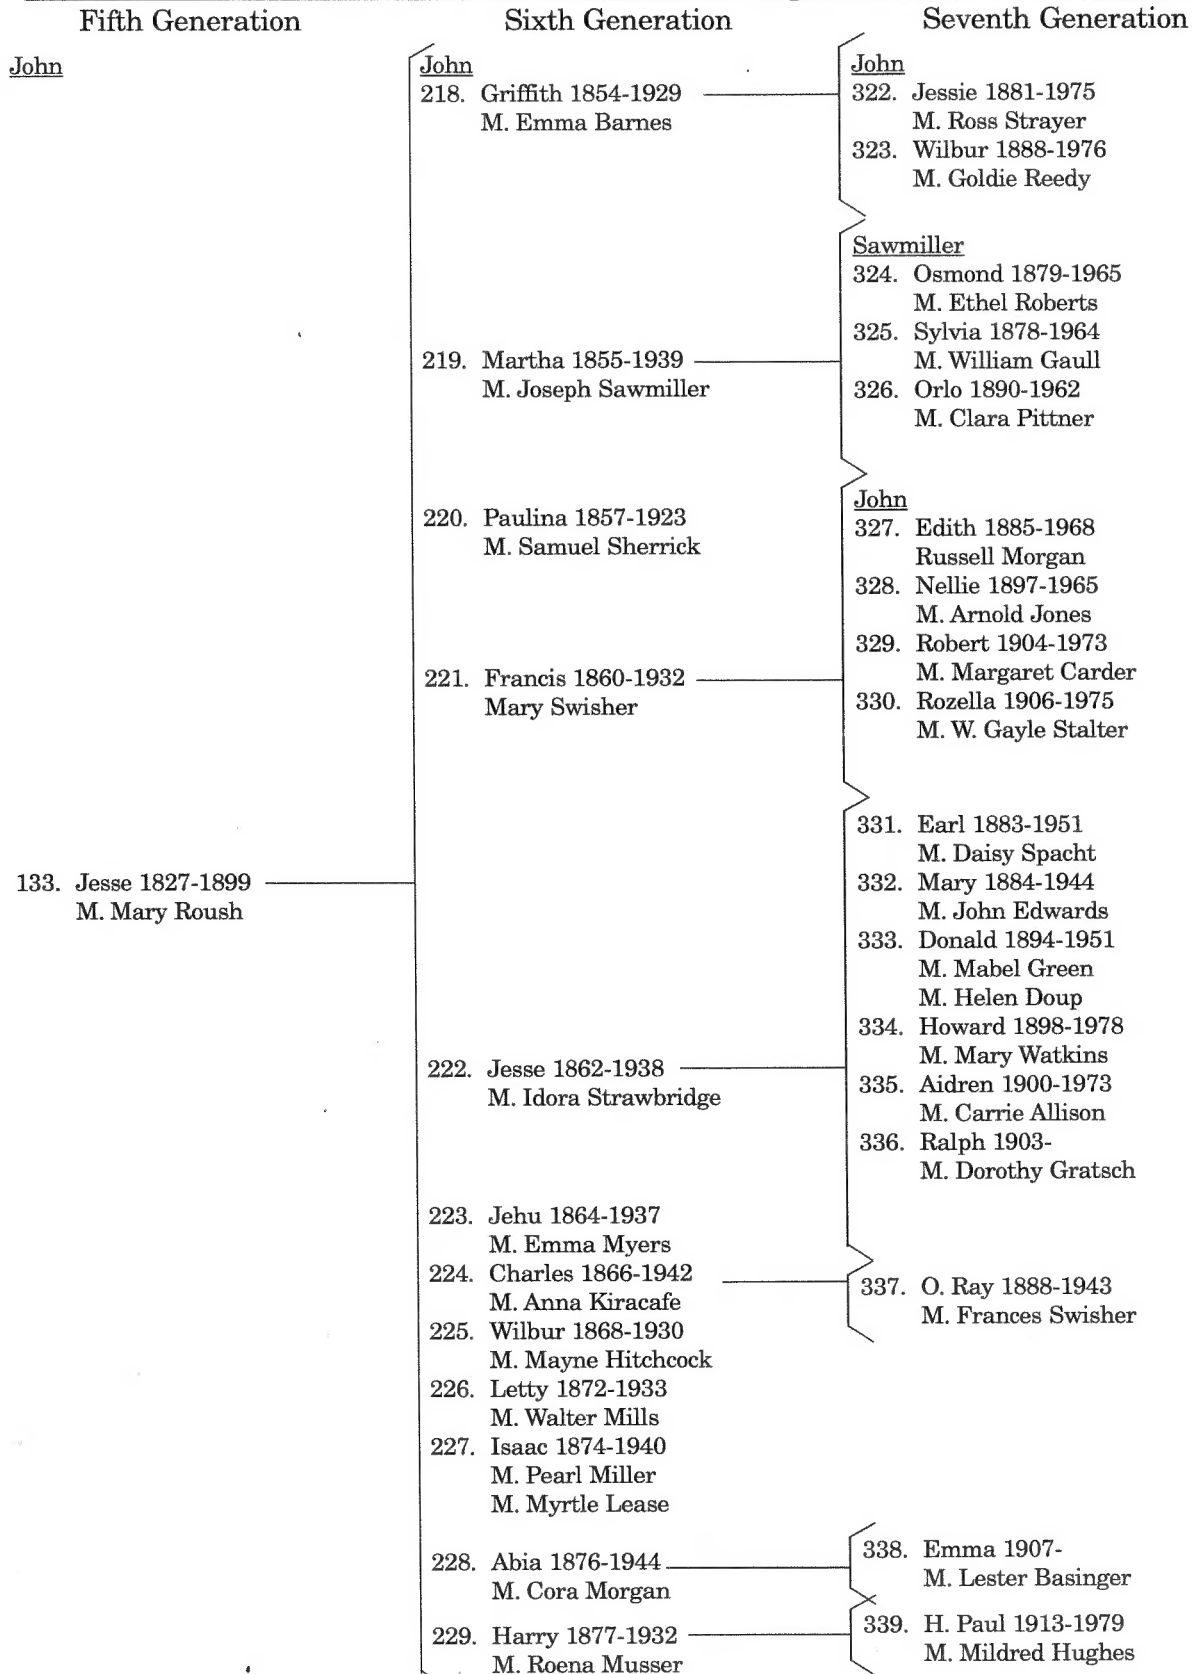 Fifth Generation
John
133. Jesse 1827-1899
M. Mary Roush
Sixth Generation
John
218. Griffith 1854-1929
M. Emma Barnes
219. Martha 1855-1939
M. Joseph Sawmiller
220. Paulina 1857-1923
M. Samuel Sherrick
221. Francis 1860-1932
Mary Swisher
222. Jesse 1862-1938
M. Idora Strawbridge
223. Jehu 1864-1937
M. Emma Myers
224. Charles 1866-1942
M. Anna Kiracafe
225. Wilbur 1868-1930
M. Mayne Hitchcock
226. Letty 1872-1933
M. Walter Mills
227. Isaac 1874-1940
M. Pearl Miller
M. Myrtle Lease
228. Abia 1876-1944
M. Cora Morgan
229. Harry 1877-1932
M. Roena Musser
Seventh Generation
John
322. Jessie 1881-1975
M. Ross Strayer
323. Wilbur 1888-1976
M. Goldie Reedy
Sawmiller
324. Osmond 1879-1965
M. Ethel Roberts
325. Sylvia 1878-1964
M. William Gaull
326. Orlo 1890-1962
M. Clara Pittner
John
327. Edith 1885-1968
Russell Morgan
328. Nellie 1897-1965
M. Arnold Jones
329. Robert 1904-1973
M. Margaret Carder
330. Rozella 1906-1975
M. W. Gayle Stalter
331. Earl 1883-1951
M. Daisy Spacht
332. Mary 1884-1944
M. John Edwards
333. Donald 1894-1951
M. Mabel Green
M. Helen Doup
334. Howard 1898-1978
M. Mary Watkins
335. Aidren 1900-1973
M. Carrie Allison
336. Ralph 1903-
M. Dorothy Gratsch
337. O. Ray 1888-1943
M. Frances Swisher
338. Emma 1907-
M. Lester Basinger
339. H. Paul 1913-1979
M. Mildred Hughes